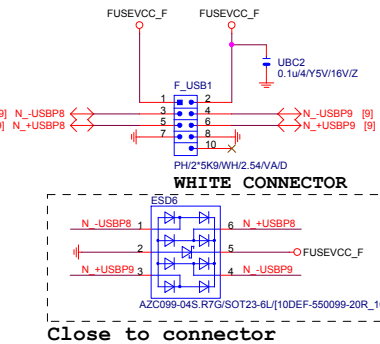 FUSEVCC_F FUSEVCC_F
UBC2
0.1u/4/Y5V/16V/Z
F_USB1
1 2
9] N_-USBP8 3 4 N_-USBP9 [9]
9] N_+USBP8 5 6 N_+USBP9 [9]
7 8
10
PH/2*5K9/WH/2.54/VA/D
WHITE CONNECTOR
ESD6
N_-USBP8 1 6 N_+USBP8
2 5 FUSEVCC_F
N_+USBP9 3 4 N_-USBP9
AZC099-04S.R7G/SOT23-6L/[10DEF-550099-20R_10
Close to connector